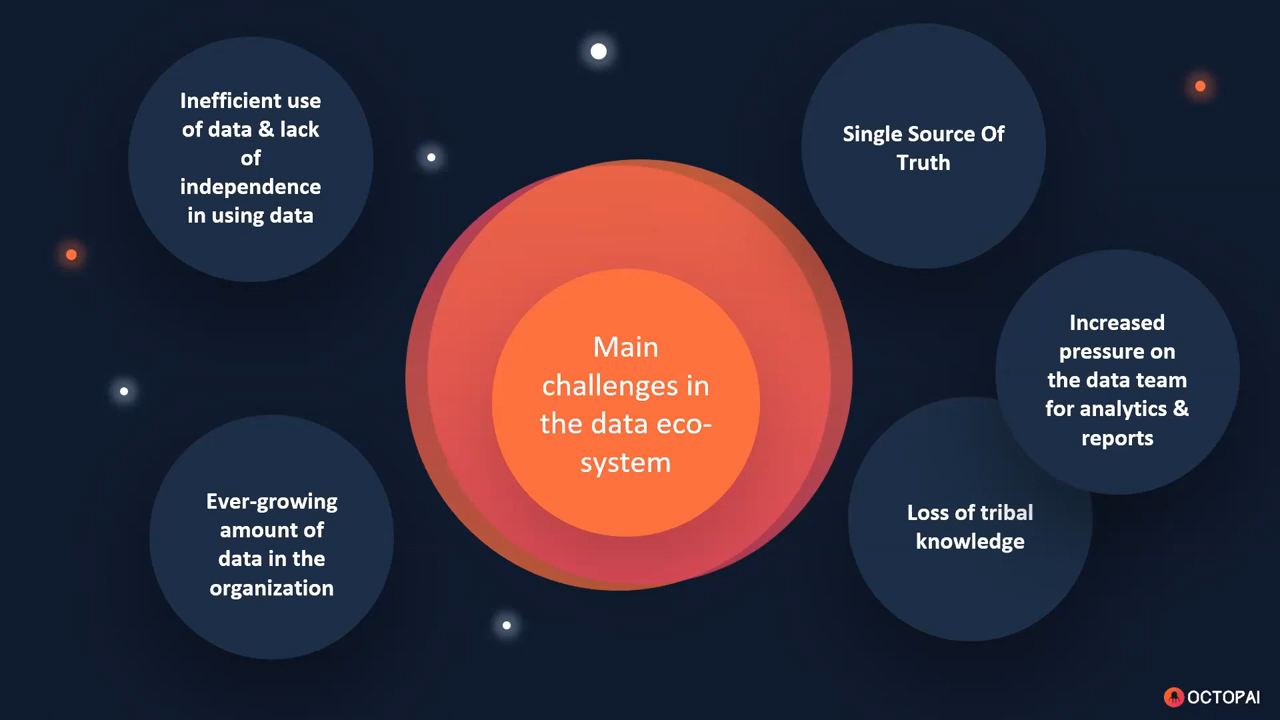 Inefficient use
of data & lack
of
independence
in using data
Single Source Of
Truth
Main
challenges in
the data eco-
system
Increased
pressure on
the data team
for analytics &
reports
Ever-growing
amount of
data in the
organization
Loss of tribal
knowledge
OCTOPAI